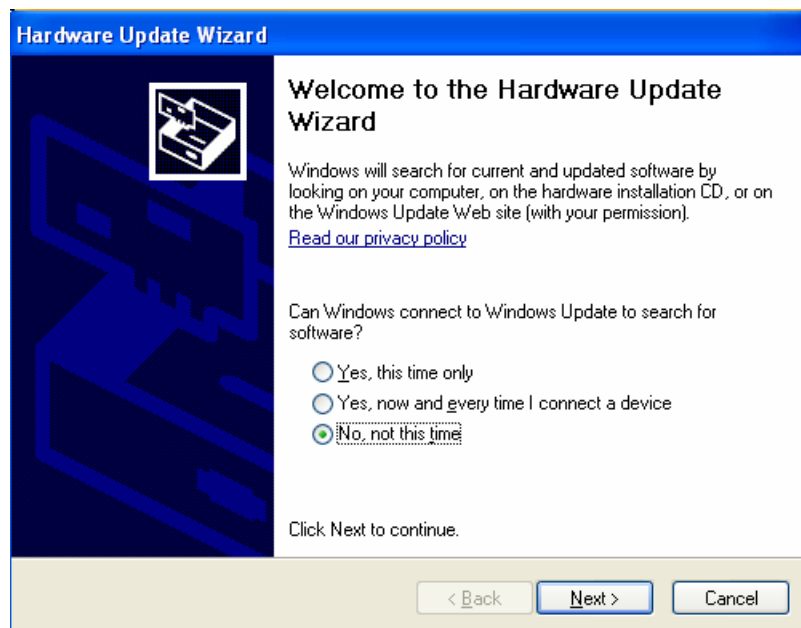 Hardware Update Wizard
Welcome to the Hardware Update
Wizard
Windows will search for current and updated software by
looking on your computer, on the hardware installation CD, or on
the Windows Update Web site (with your permission).
Read our privacy policy
Can Windows connect to Windows Update to search for
software?
Yes, this time only
Yes, now and every time I connect a device
No, not this time
Click Next to continue.
< Back Next > Cancel